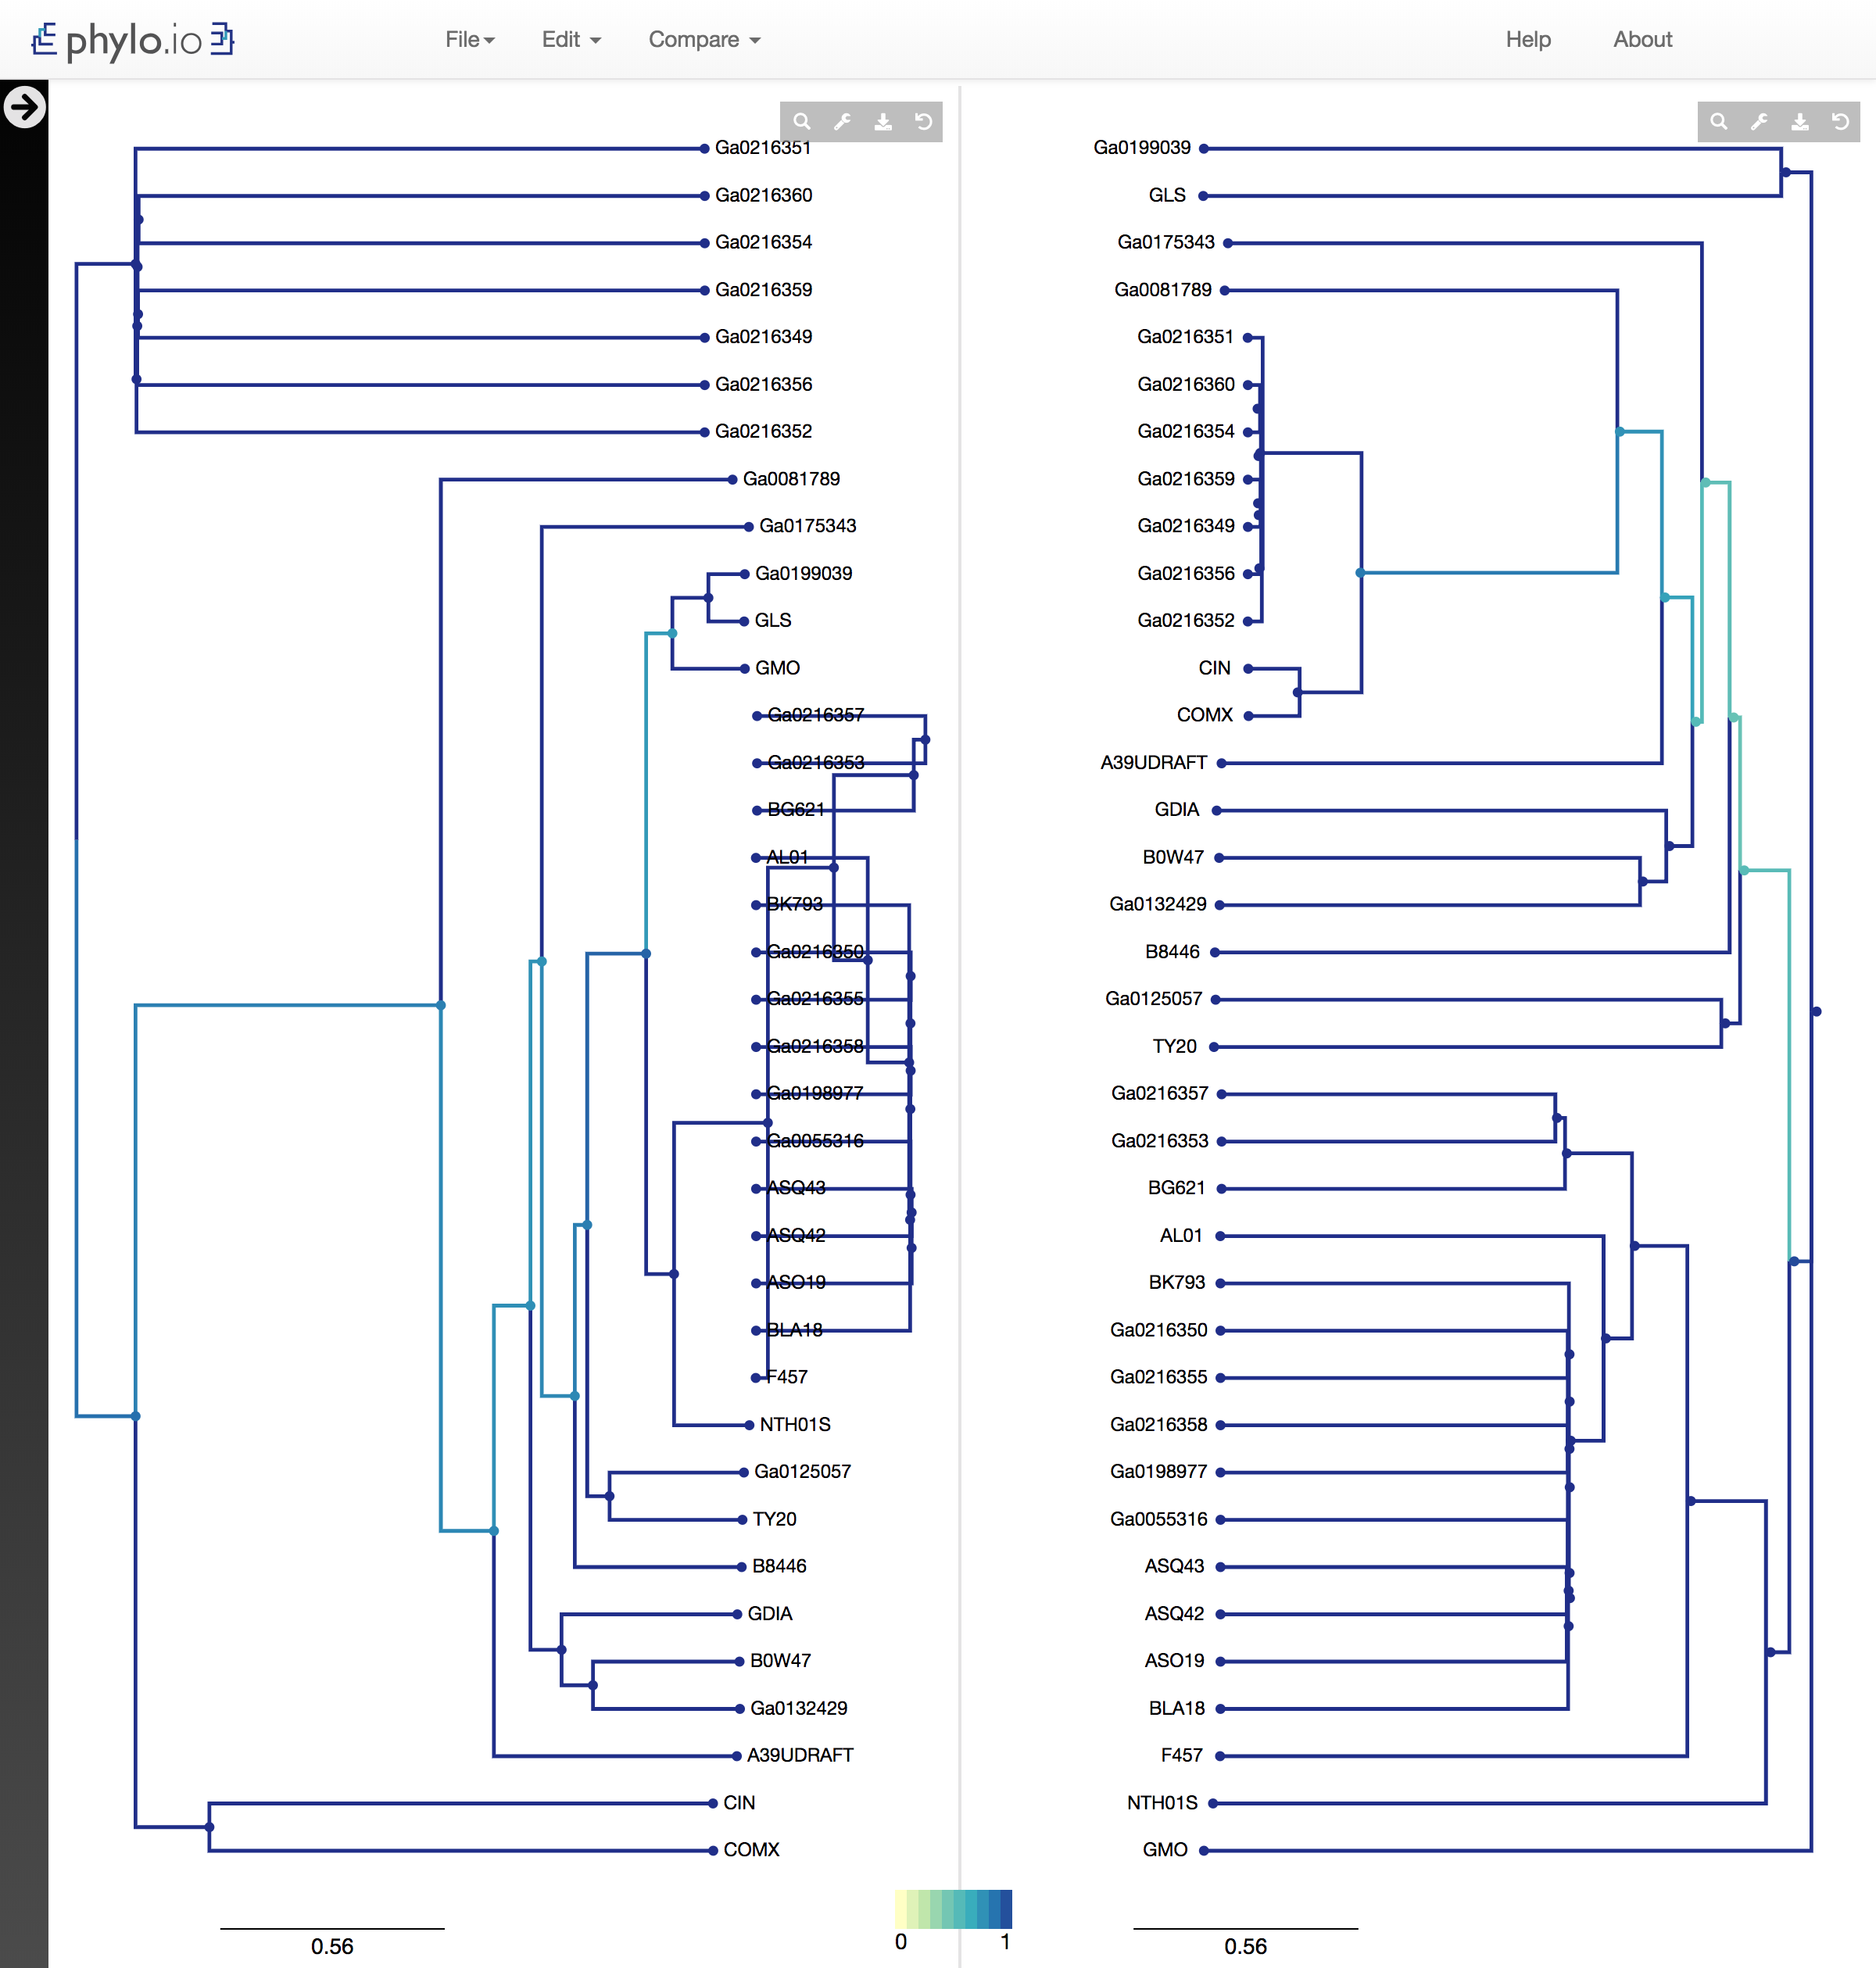 phylo.io File Edit Compare Help About
Ga0216351
Ga0216360
Ga0216354
Ga0216359
Ga0216349
Ga0216356
Ga0216352
Ga0081789
Ga0175343
Ga0199039
GLS
GMO
Ga0216357
Ga0216353
BG621
AL01
BK793
Ga0216350
Ga0216355
Ga0216358
Ga0198977
Ga0055316
ASQ43
ASQ42
ASO19
BLA18
F457
NTH01S
Ga0125057
TY20
B8446
GDIA
B0W47
Ga0132429
A39UDRAFT
CIN
COMX
0.56
Ga0199039
GLS
Ga0175343
Ga0081789
Ga0216351
Ga0216360
Ga0216354
Ga0216359
Ga0216349
Ga0216356
Ga0216352
CIN
COMX
A39UDRAFT
GDIA
B0W47
Ga0132429
B8446
Ga0125057
TY20
Ga0216357
Ga0216353
BG621
AL01
BK793
Ga0216350
Ga0216355
Ga0216358
Ga0198977
Ga0055316
ASQ43
ASQ42
ASO19
BLA18
F457
NTH01S
GMO
0 1
0.56